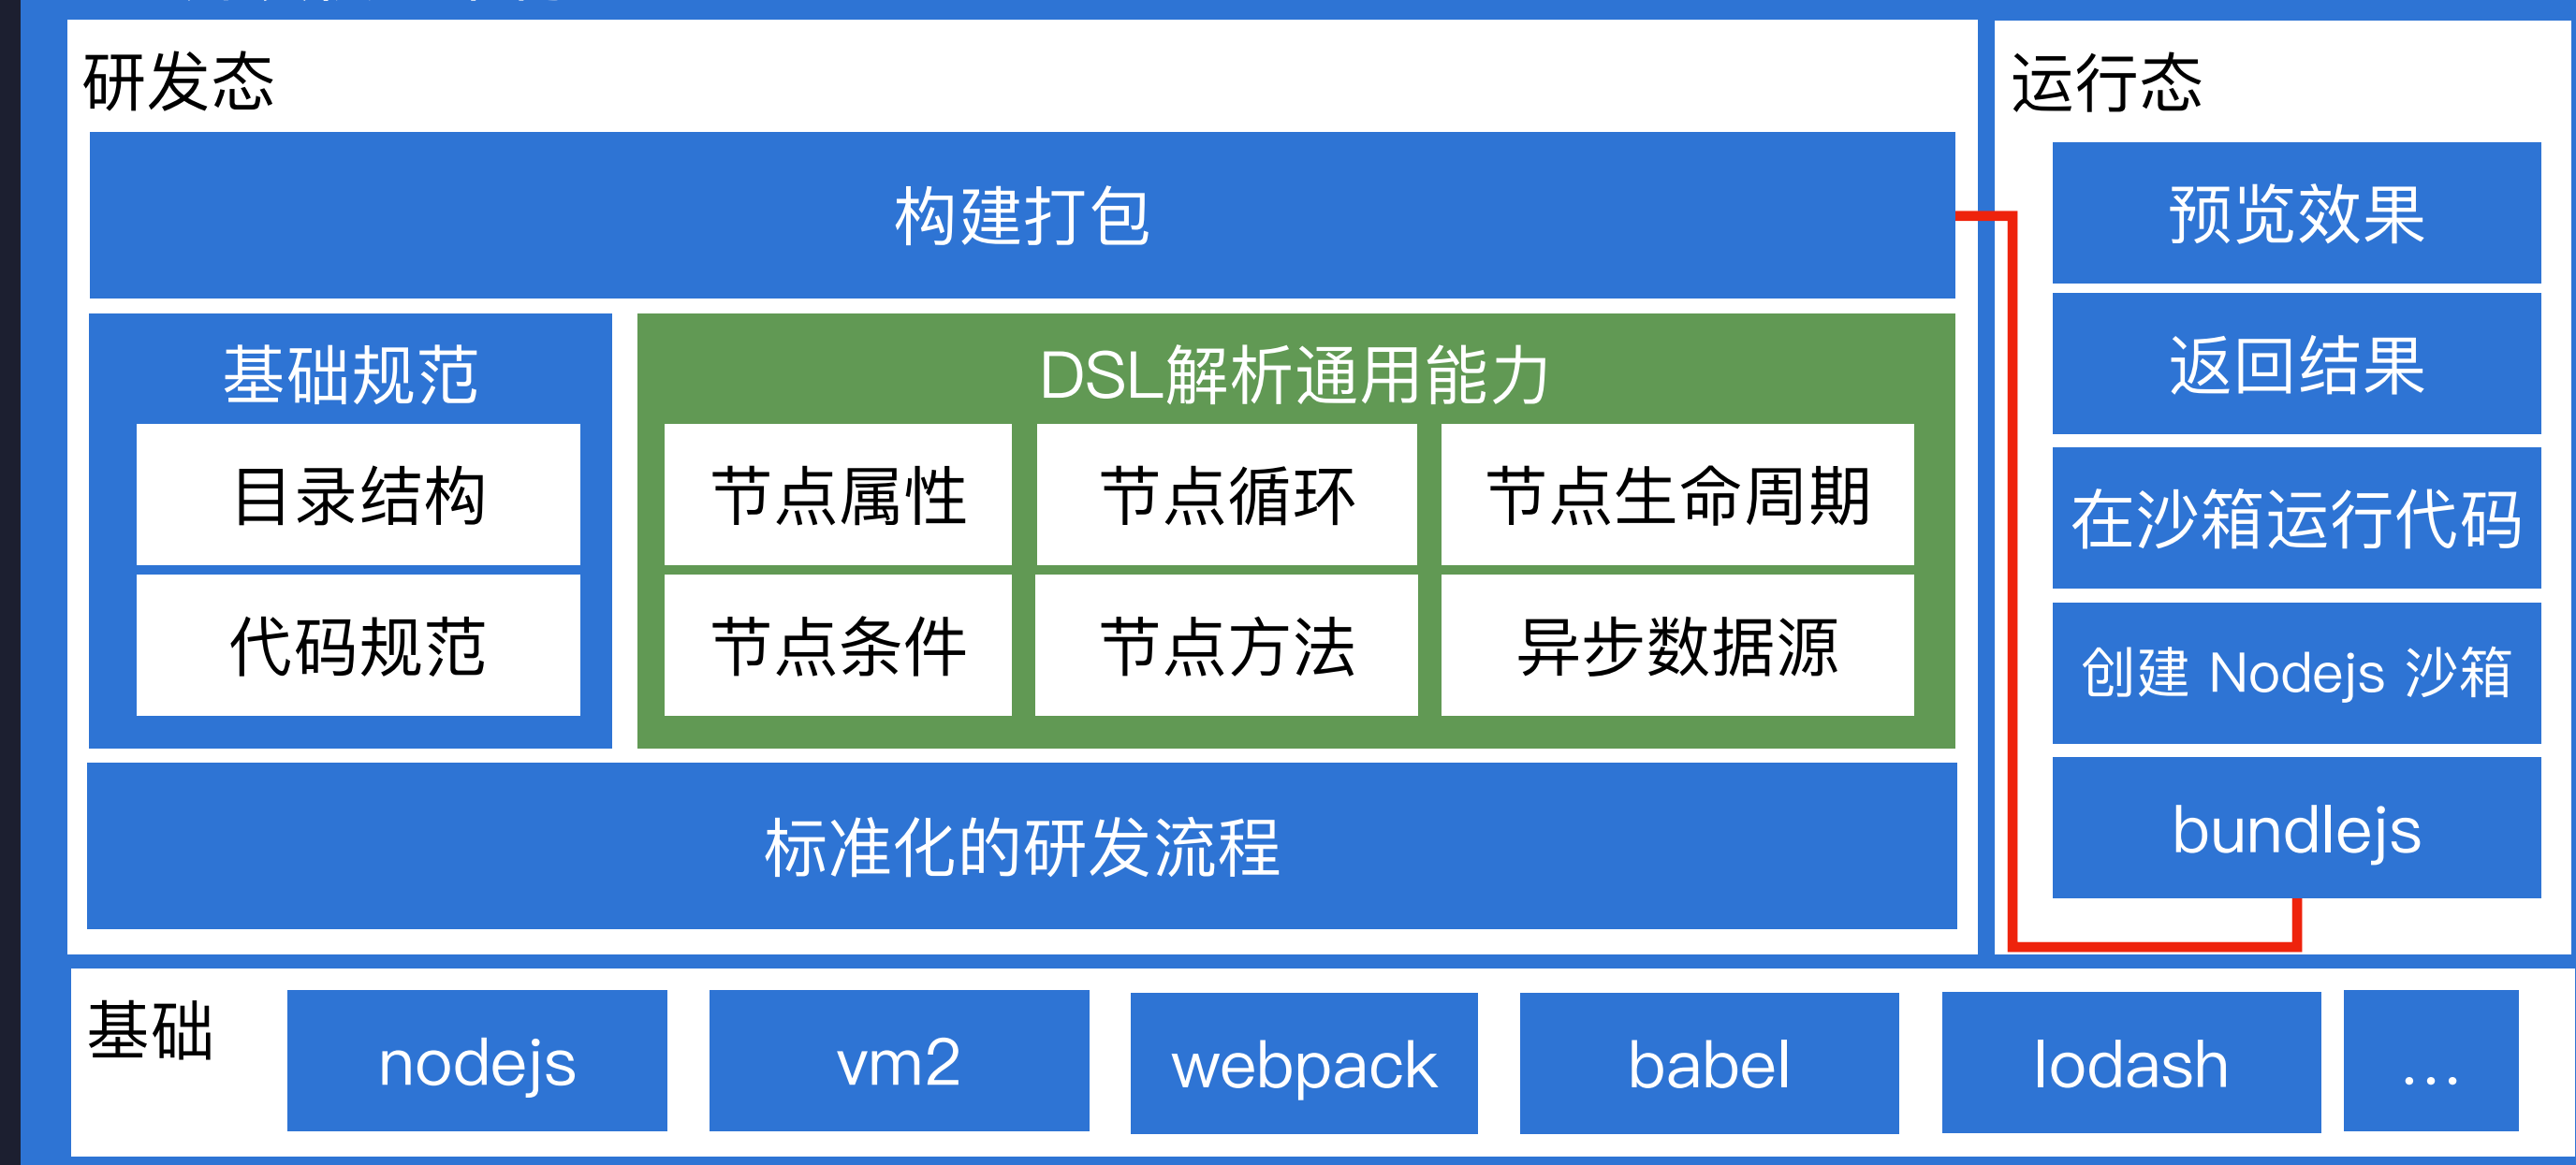 研发态
构建打包
基础规范
目录结构
代码规范
DSL解析通用能力
节点属性
节点循环
节点生命周期
节点条件
节点方法
异步数据源
标准化的研发流程
运行态
预览效果
返回结果
在沙箱运行代码
创建 Nodejs 沙箱
bundlejs
基础
nodejs
vm2
webpack
babel
lodash
...